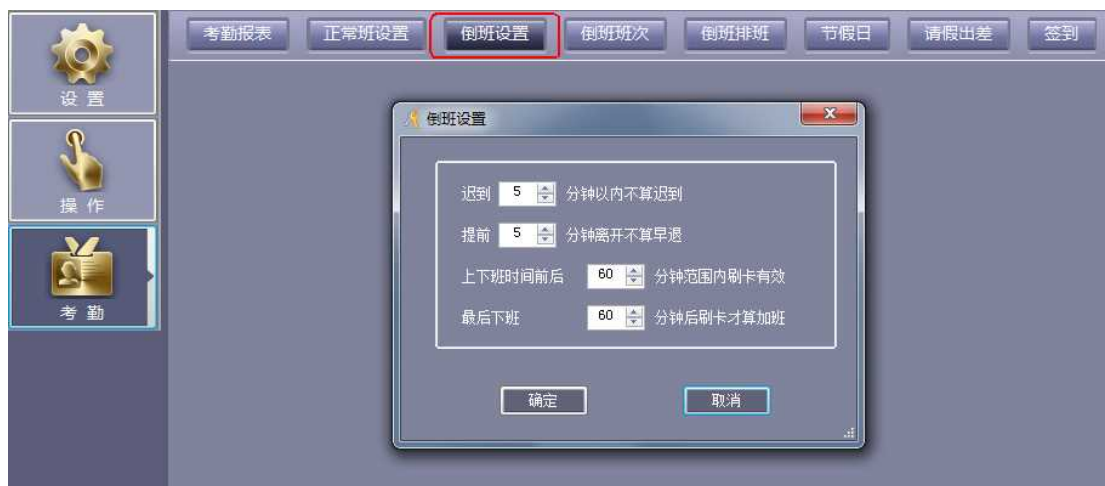 考勤报表 正常班设置 倒班设置 倒班班次 倒班排班 节假日 请假出差 签到
设置
操作
考勤
倒班设置
迟到 5 分钟以内不算迟到
提前 5 分钟离开不算早退
上下班时间前后 60 分钟范围内刷卡有效
最后下班 60 分钟后刷卡才算加班
确定 取消